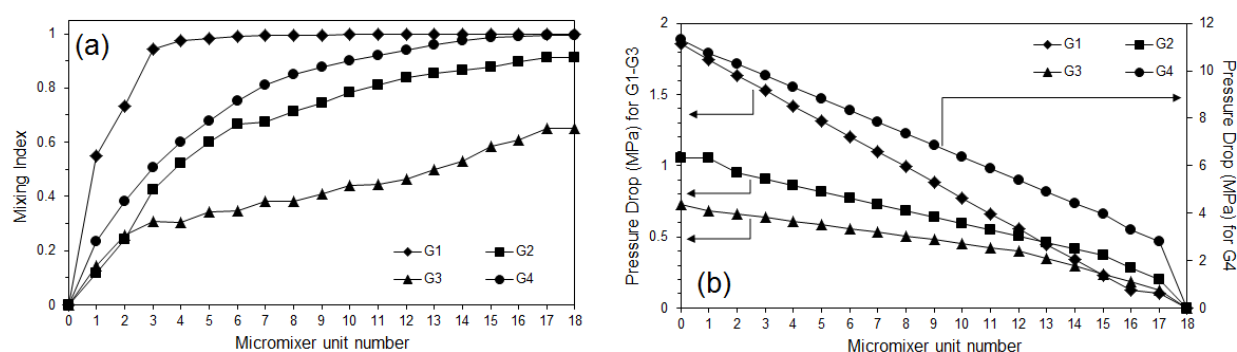 (a)
Mixing Index
1
0.8
0.6
0.4
0.2
0
G1 G2
G3 G4
0 1 2 3 4 5 6 7 8 9 10 11 12 13 14 15 16 17 18
Micromixer unit number
(b)
Pressure Drop (MPa) for G1-G3
2
1.5
1
0.5
0
G1 G2
G3 G4
12
10
8
6
4
2
0
Pressure Drop (MPa) for G4
0 1 2 3 4 5 6 7 8 9 10 11 12 13 14 15 16 17 18
Micromixer unit number